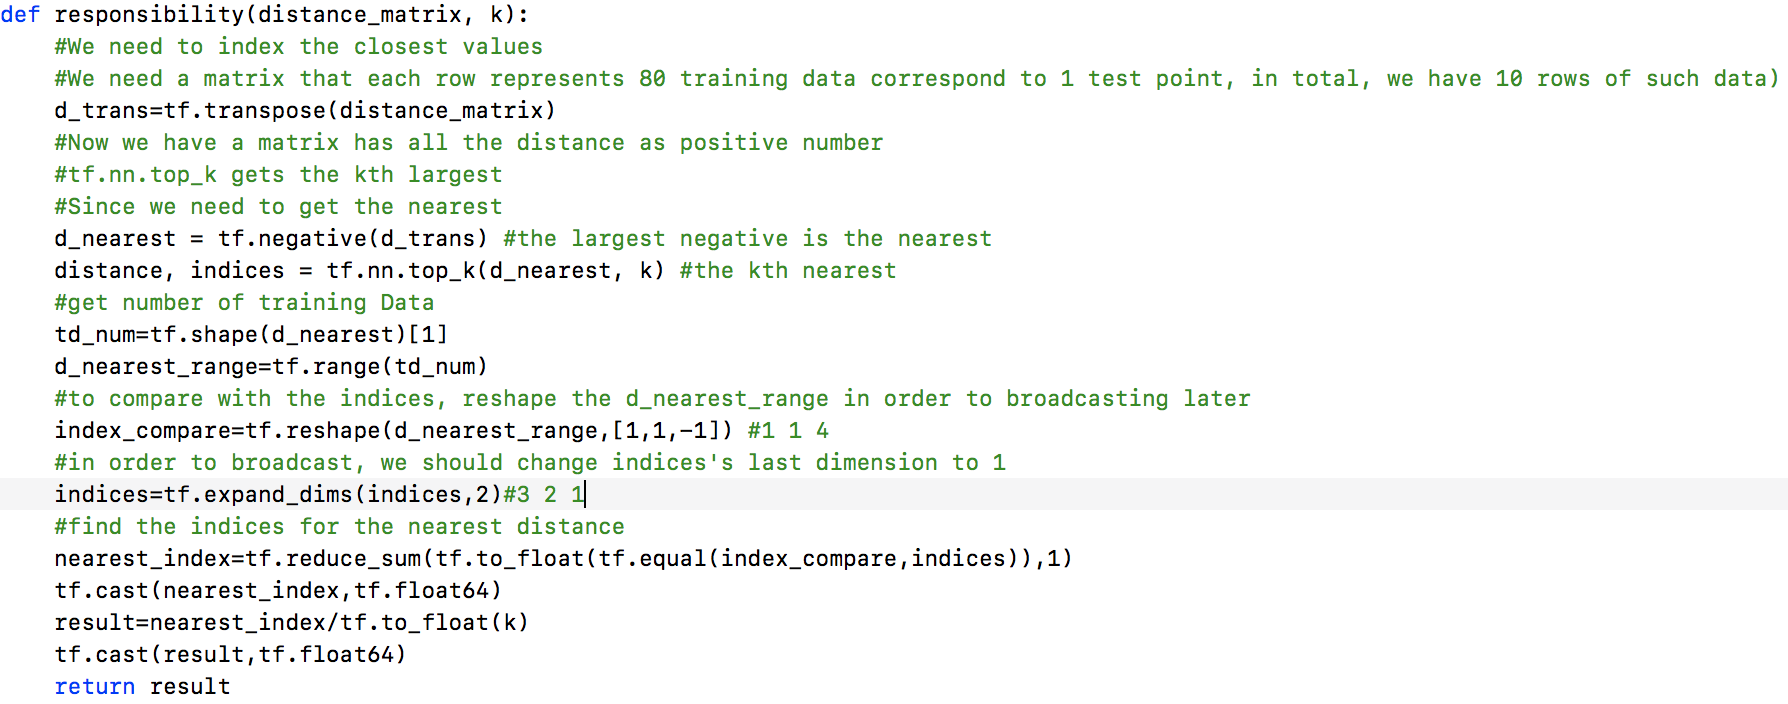 def responsibility(distance_matrix, k):
    #We need to index the closest values
    #We need a matrix that each row represents 80 training data correspond to 1 test point, in total, we have 10 rows of such data)
    d_trans=tf.transpose(distance_matrix)
    #Now we have a matrix has all the distance as positive number
    #tf.nn.top_k gets the kth largest
    #Since we need to get the nearest
    d_nearest = tf.negative(d_trans) #the largest negative is the nearest
    distance, indices = tf.nn.top_k(d_nearest, k) #the kth nearest
    #get number of training Data
    td_num=tf.shape(d_nearest)[1]
    d_nearest_range=tf.range(td_num)
    #to compare with the indices, reshape the d_nearest_range in order to broadcasting later
    index_compare=tf.reshape(d_nearest_range,[1,1,-1]) #1 1 4
    #in order to broadcast, we should change indices's last dimension to 1
    indices=tf.expand_dims(indices,2)#3 2 1
    #find the indices for the nearest distance
    nearest_index=tf.reduce_sum(tf.to_float(tf.equal(index_compare,indices)),1)
    tf.cast(nearest_index,tf.float64)
    result=nearest_index/tf.to_float(k)
    tf.cast(result,tf.float64)
    return result